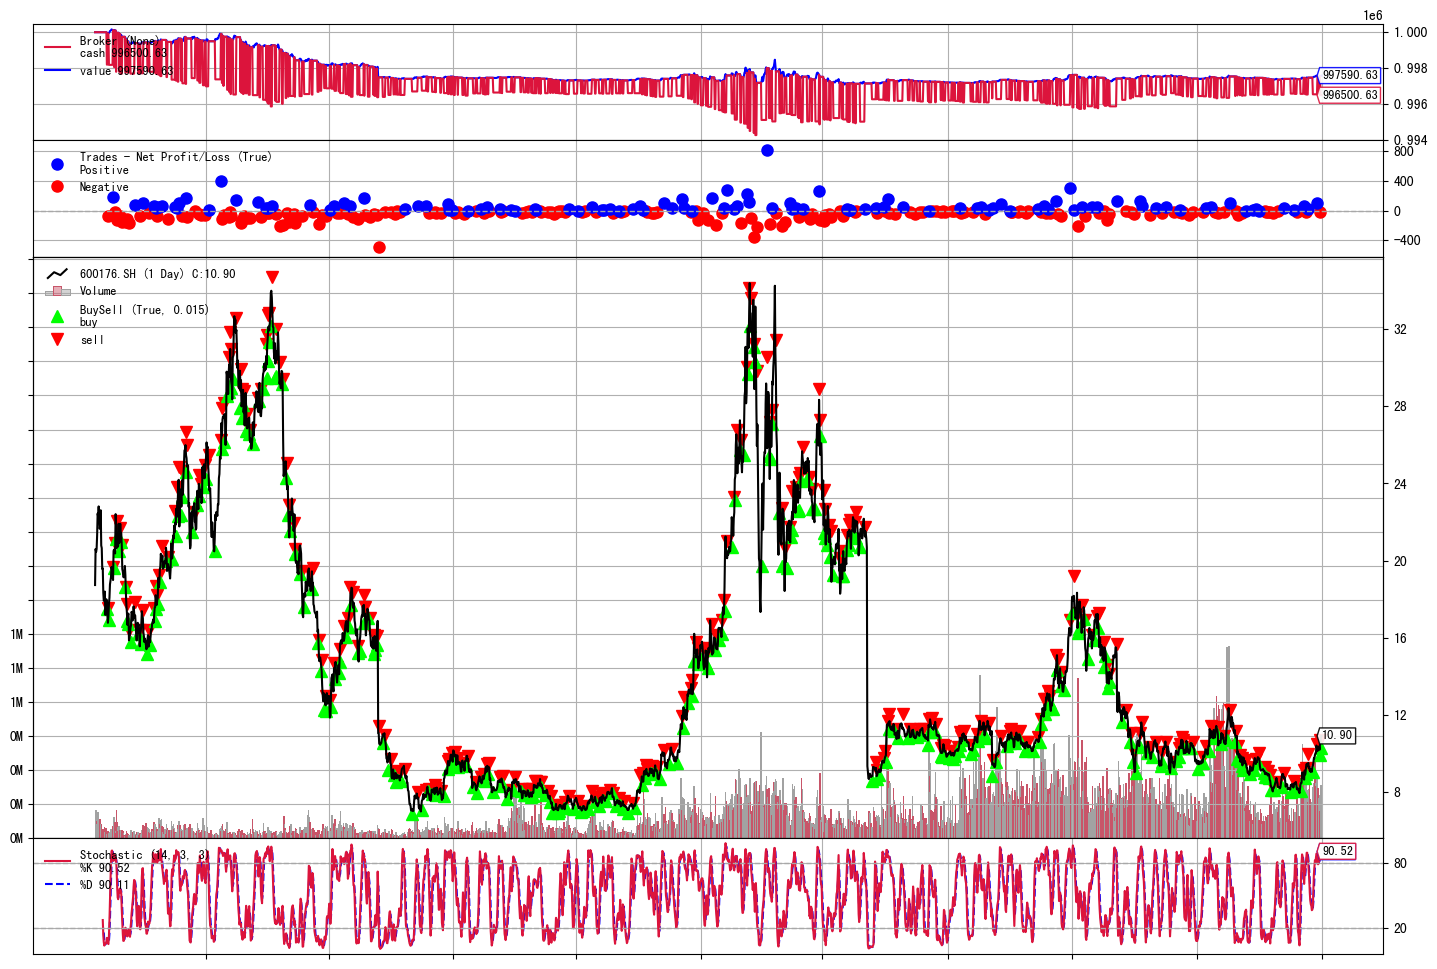 1e6
1.000
Broker (None)
cash 996500.63
value 997590.63
997590.63
0.998
996500.63
0.996
0.994
Trades - Net Profit/Loss (True)
Positive
Negative
800
400
0
−400
600176.SH (1 Day) C:10.90
Volume
BuySell (True, 0.015)
buy
sell
32
28
24
20
16
12
8
10.90
1M
1M
1M
0M
0M
0M
0M
Stochastic (14, 3, 3)
%K 90.52
%D 90.11
90.52
80
20